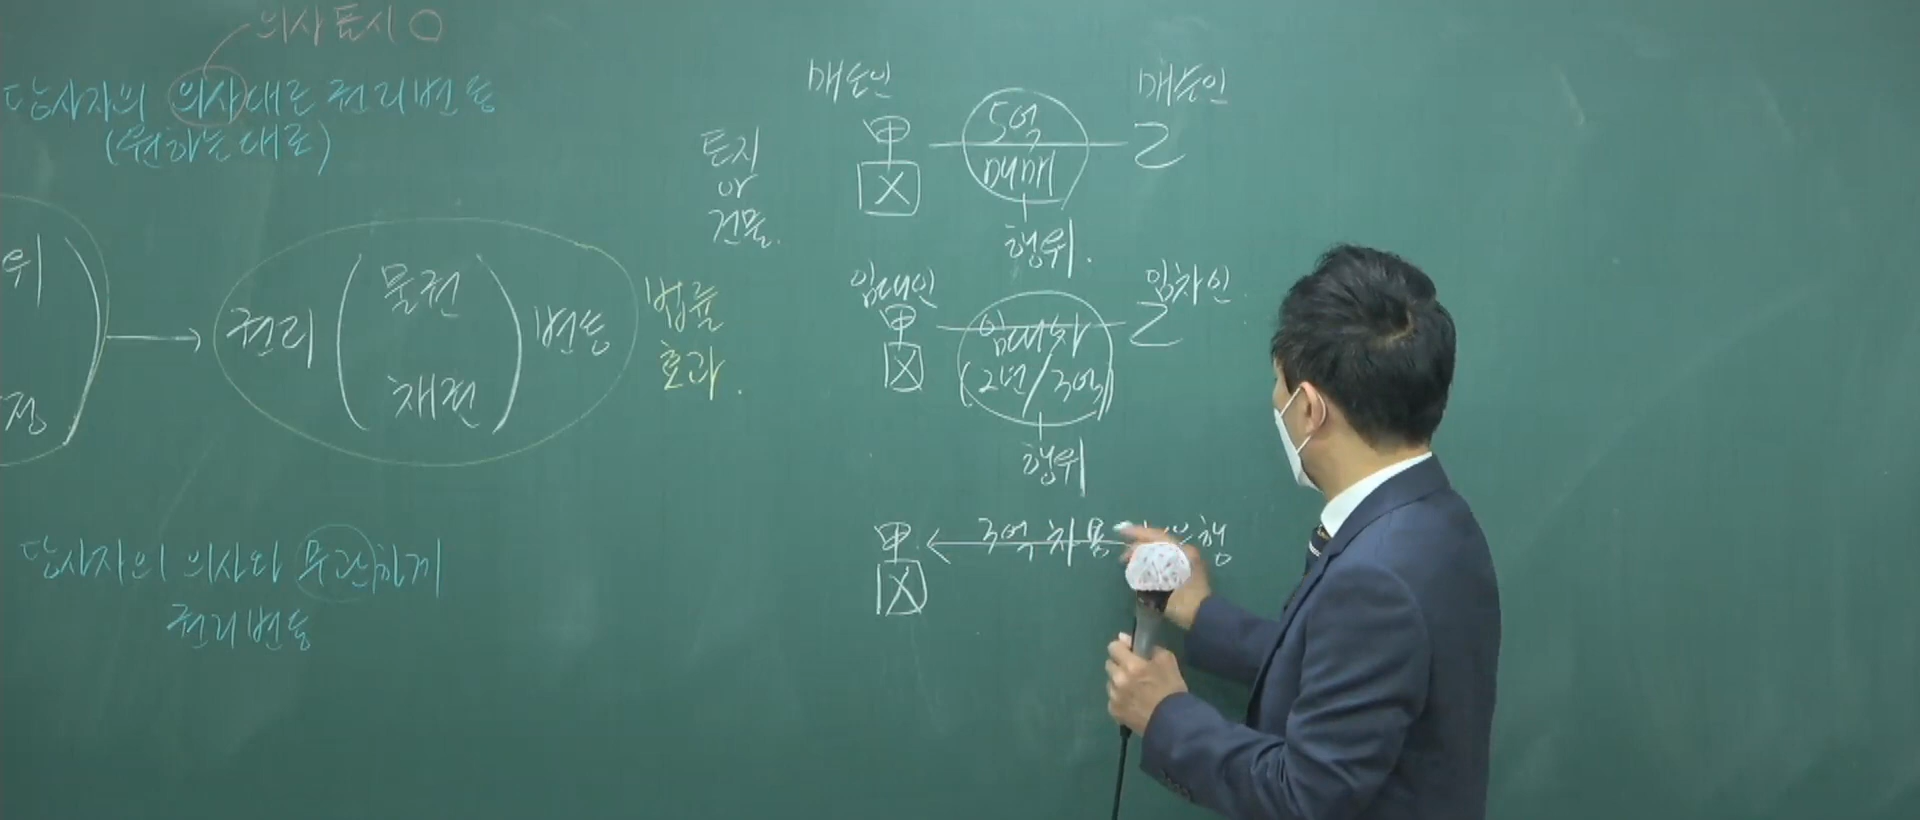 의사표시 ○
당사자의 의사대로 권리변동
(원하는대로)
위
정
권리 ( 물권 채권 ) 변동
법률
효과.
당사자의 의사와 무관하게
권리변동
토지
or
건물.
매도인
매수인
甲
5억
매매
乙
X
행위.
임대인
임차인
甲
임대차
乙
X
(2년/3억)
행위
甲 ← 3억 차용
행
X